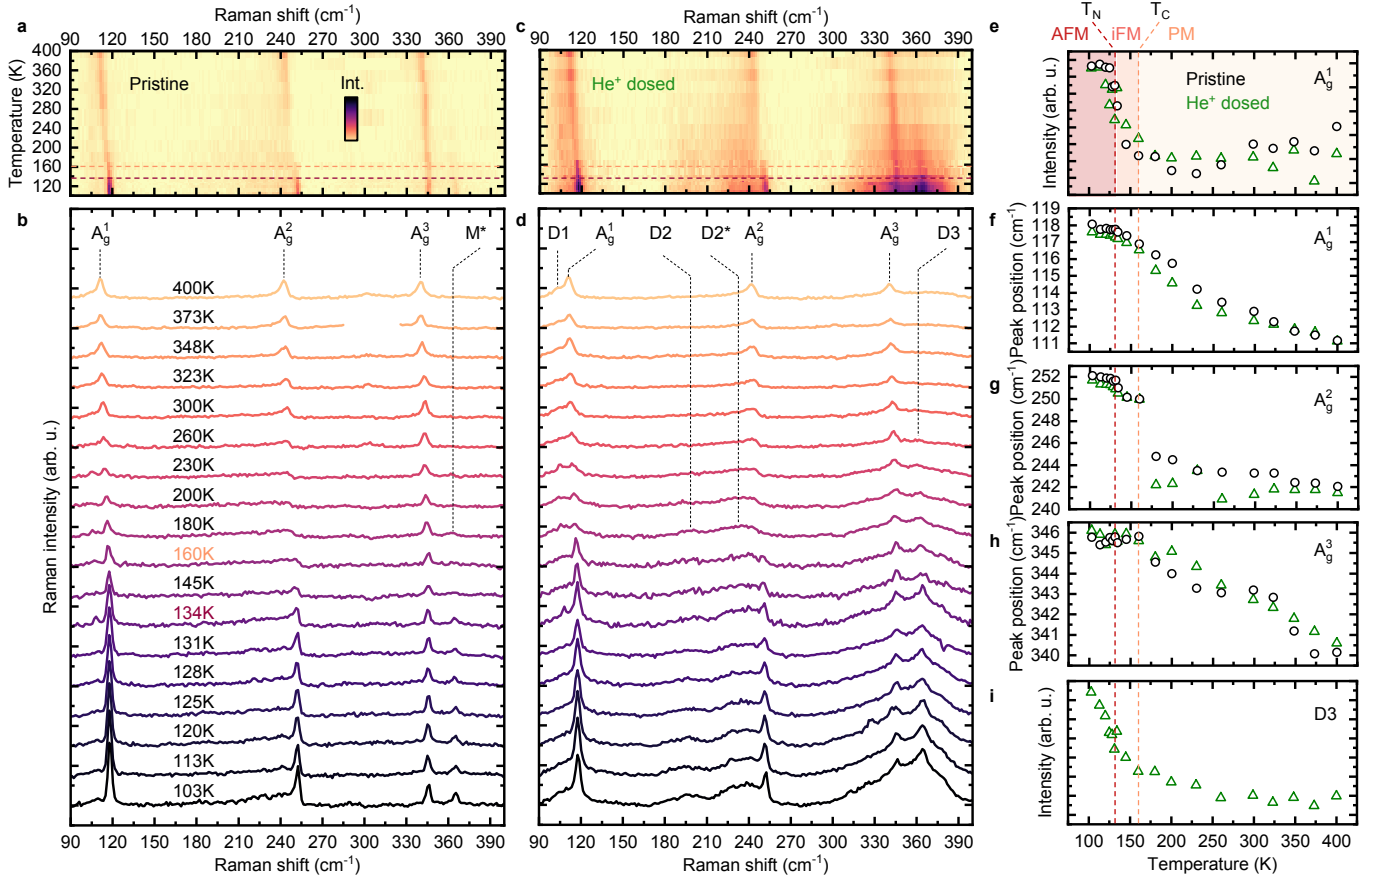 Raman shift (cm⁻¹)
a
90 120 150 180 210 240 270 300 330 360 390
Temperature (K)
400
360
320
280
240
200
160
120
Pristine
Int.
b
A¹g A²g A³g M*
400K
373K
348K
323K
300K
260K
230K
200K
180K
160K
145K
134K
131K
128K
125K
120K
113K
103K
Raman intensity (arb. u.)
90 120 150 180 210 240 270 300 330 360 390
Raman shift (cm⁻¹)
Raman shift (cm⁻¹)
c
90 120 150 180 210 240 270 300 330 360 390
He⁺ dosed
d
D1 A¹g D2 D2* A²g A³g D3
90 120 150 180 210 240 270 300 330 360 390
Raman shift (cm⁻¹)
e
T_N T_C
AFM iFM PM
Pristine
He⁺ dosed
A¹g
Intensity (arb. u.)
f
119
118
117
116
115
114
113
112
111
Peak position (cm⁻¹)
A¹g
g
252
250
248
246
244
242
240
Peak position (cm⁻¹)
A²g
h
346
345
344
343
342
341
340
Peak position (cm⁻¹)
A³g
i
Intensity (arb. u.)
D3
100 150 200 250 300 350 400
Temperature (K)